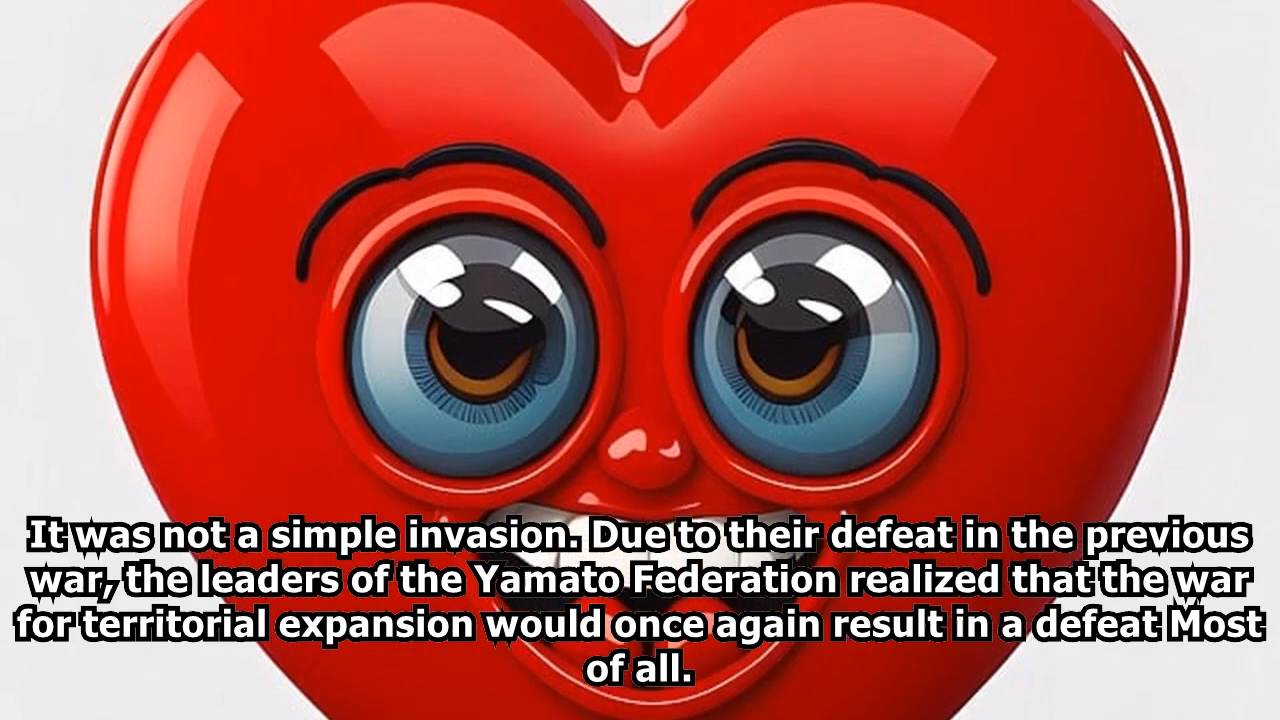 It was not a simple invasion. Due to their defeat in the previous
war, the leaders of the Yamato Federation realized that the war
for territorial expansion would once again result in a defeat Most
of all.